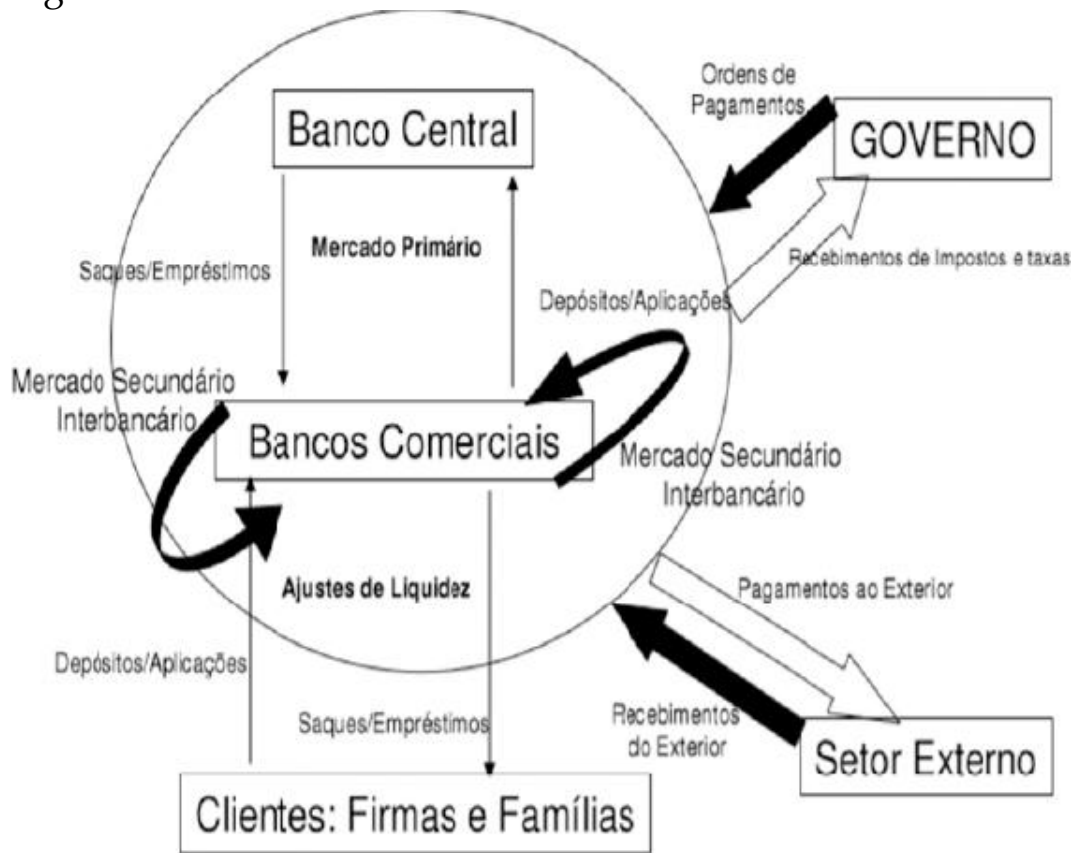 Ordens de
Pagamentos
Banco Central
GOVERNO
Mercado Primário
Saques/Empréstimos
Recebimentos de Impostos e taxas
Depósitos/Aplicações
Mercado Secundário
Interbancário
Bancos Comerciais
Mercado Secundário
Interbancário
Ajustes de Liquidez
Pagamentos ao Exterior
Depósitos/Aplicações
Saques/Empréstimos
Recebimentos
do Exterior
Setor Externo
Clientes: Firmas e Famílias